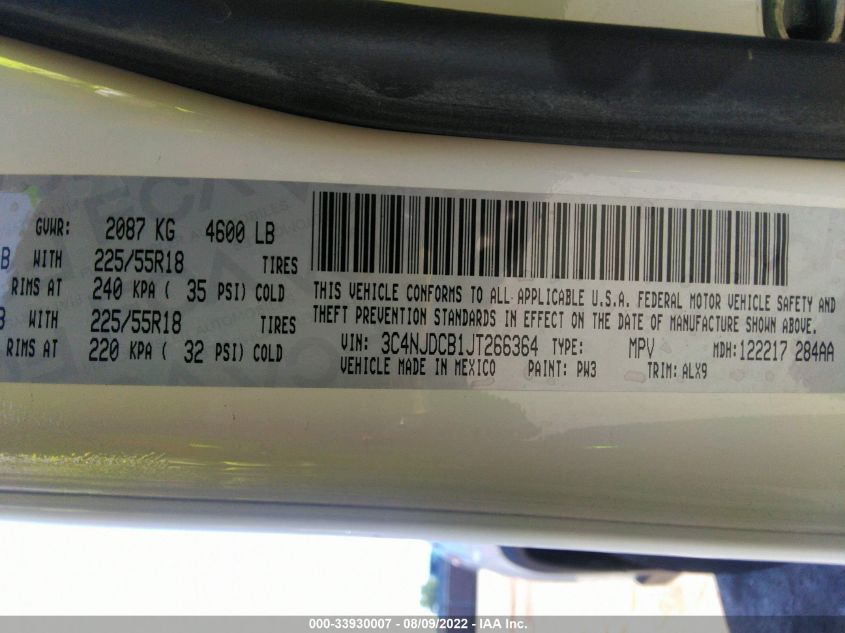 GVWR: 2087 KG 4600 LB
B WITH 225/55R18 TIRES
RIMS AT 240 KPA ( 35 PSI) COLD
B WITH 225/55R18 TIRES
RIMS AT 220 KPA ( 32 PSI) COLD
THIS VEHICLE CONFORMS TO ALL APPLICABLE U.S.A. FEDERAL MOTOR VEHICLE SAFETY AND
THEFT PREVENTION STANDARDS IN EFFECT ON THE DATE OF MANUFACTURE SHOWN ABOVE.
VIN: 3C4NJDCB1JT266364 TYPE: MPV MDH:122217 284AA
VEHICLE MADE IN MEXICO PAINT: PW3 TRIM:ALX9
000-33930007 - 08/09/2022 - IAA Inc.